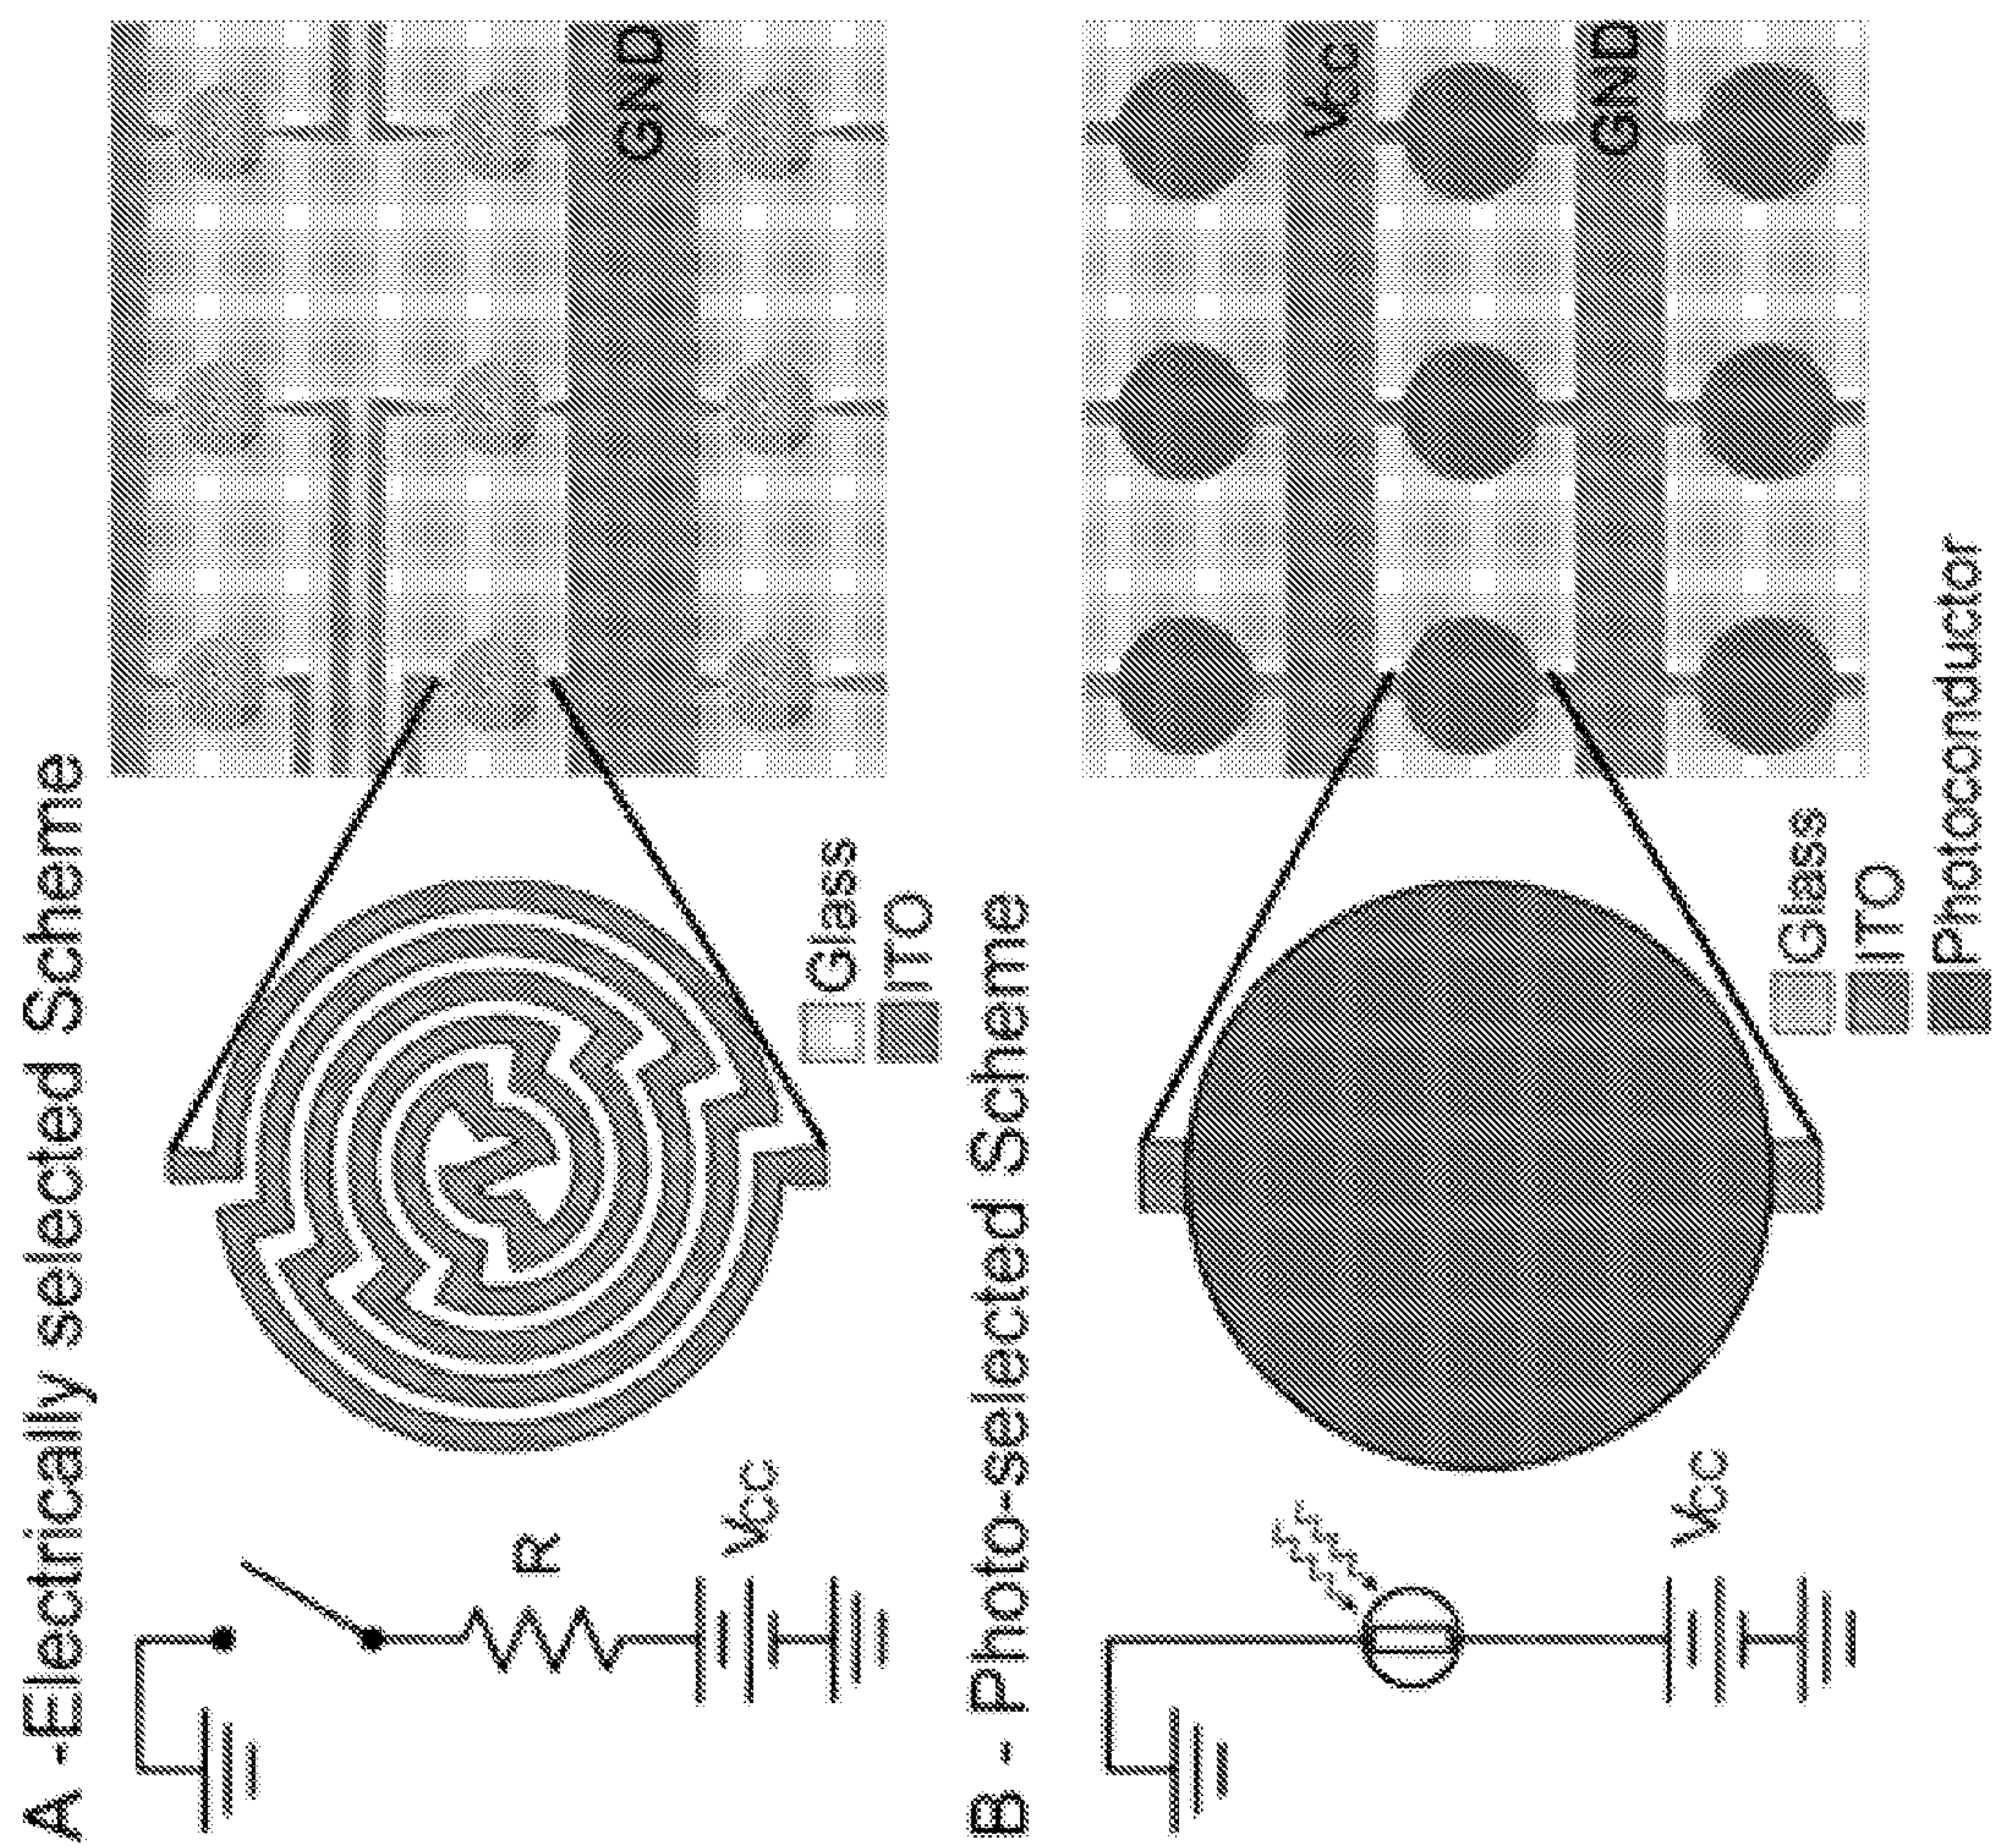 A -Electrically selected Scheme
R
Vcc
Glass
ITO
GND
B - Photo-selected Scheme
Vcc
Glass
ITO
Photoconductor
Vcc
GND